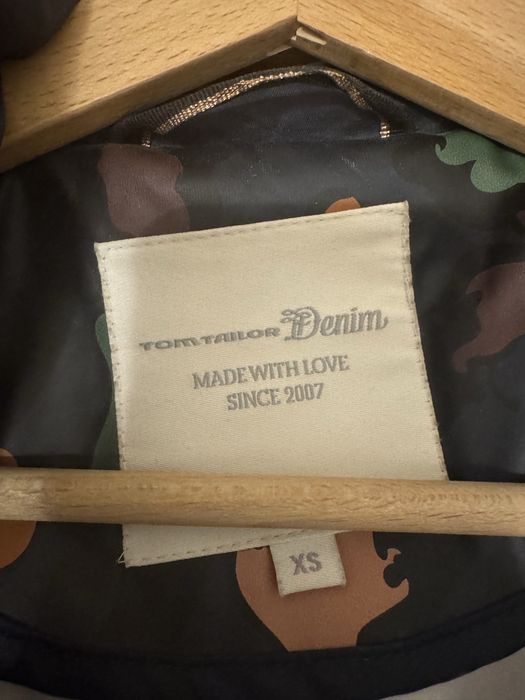 TOM TAILOR Denim
MADE WITH LOVE
SINCE 2007
XS